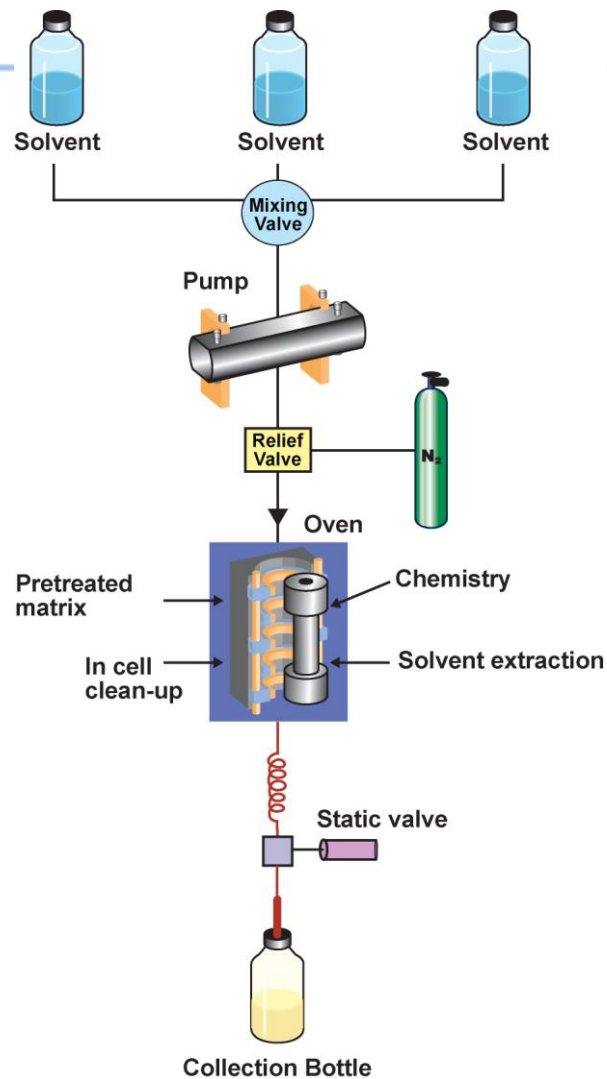 Solvent
Solvent
Solvent
Mixing
Valve
Pump
Relief
Valve
N₂
Oven
Pretreated
matrix
Chemistry
In cell
clean-up
Solvent extraction
Static valve
Collection Bottle